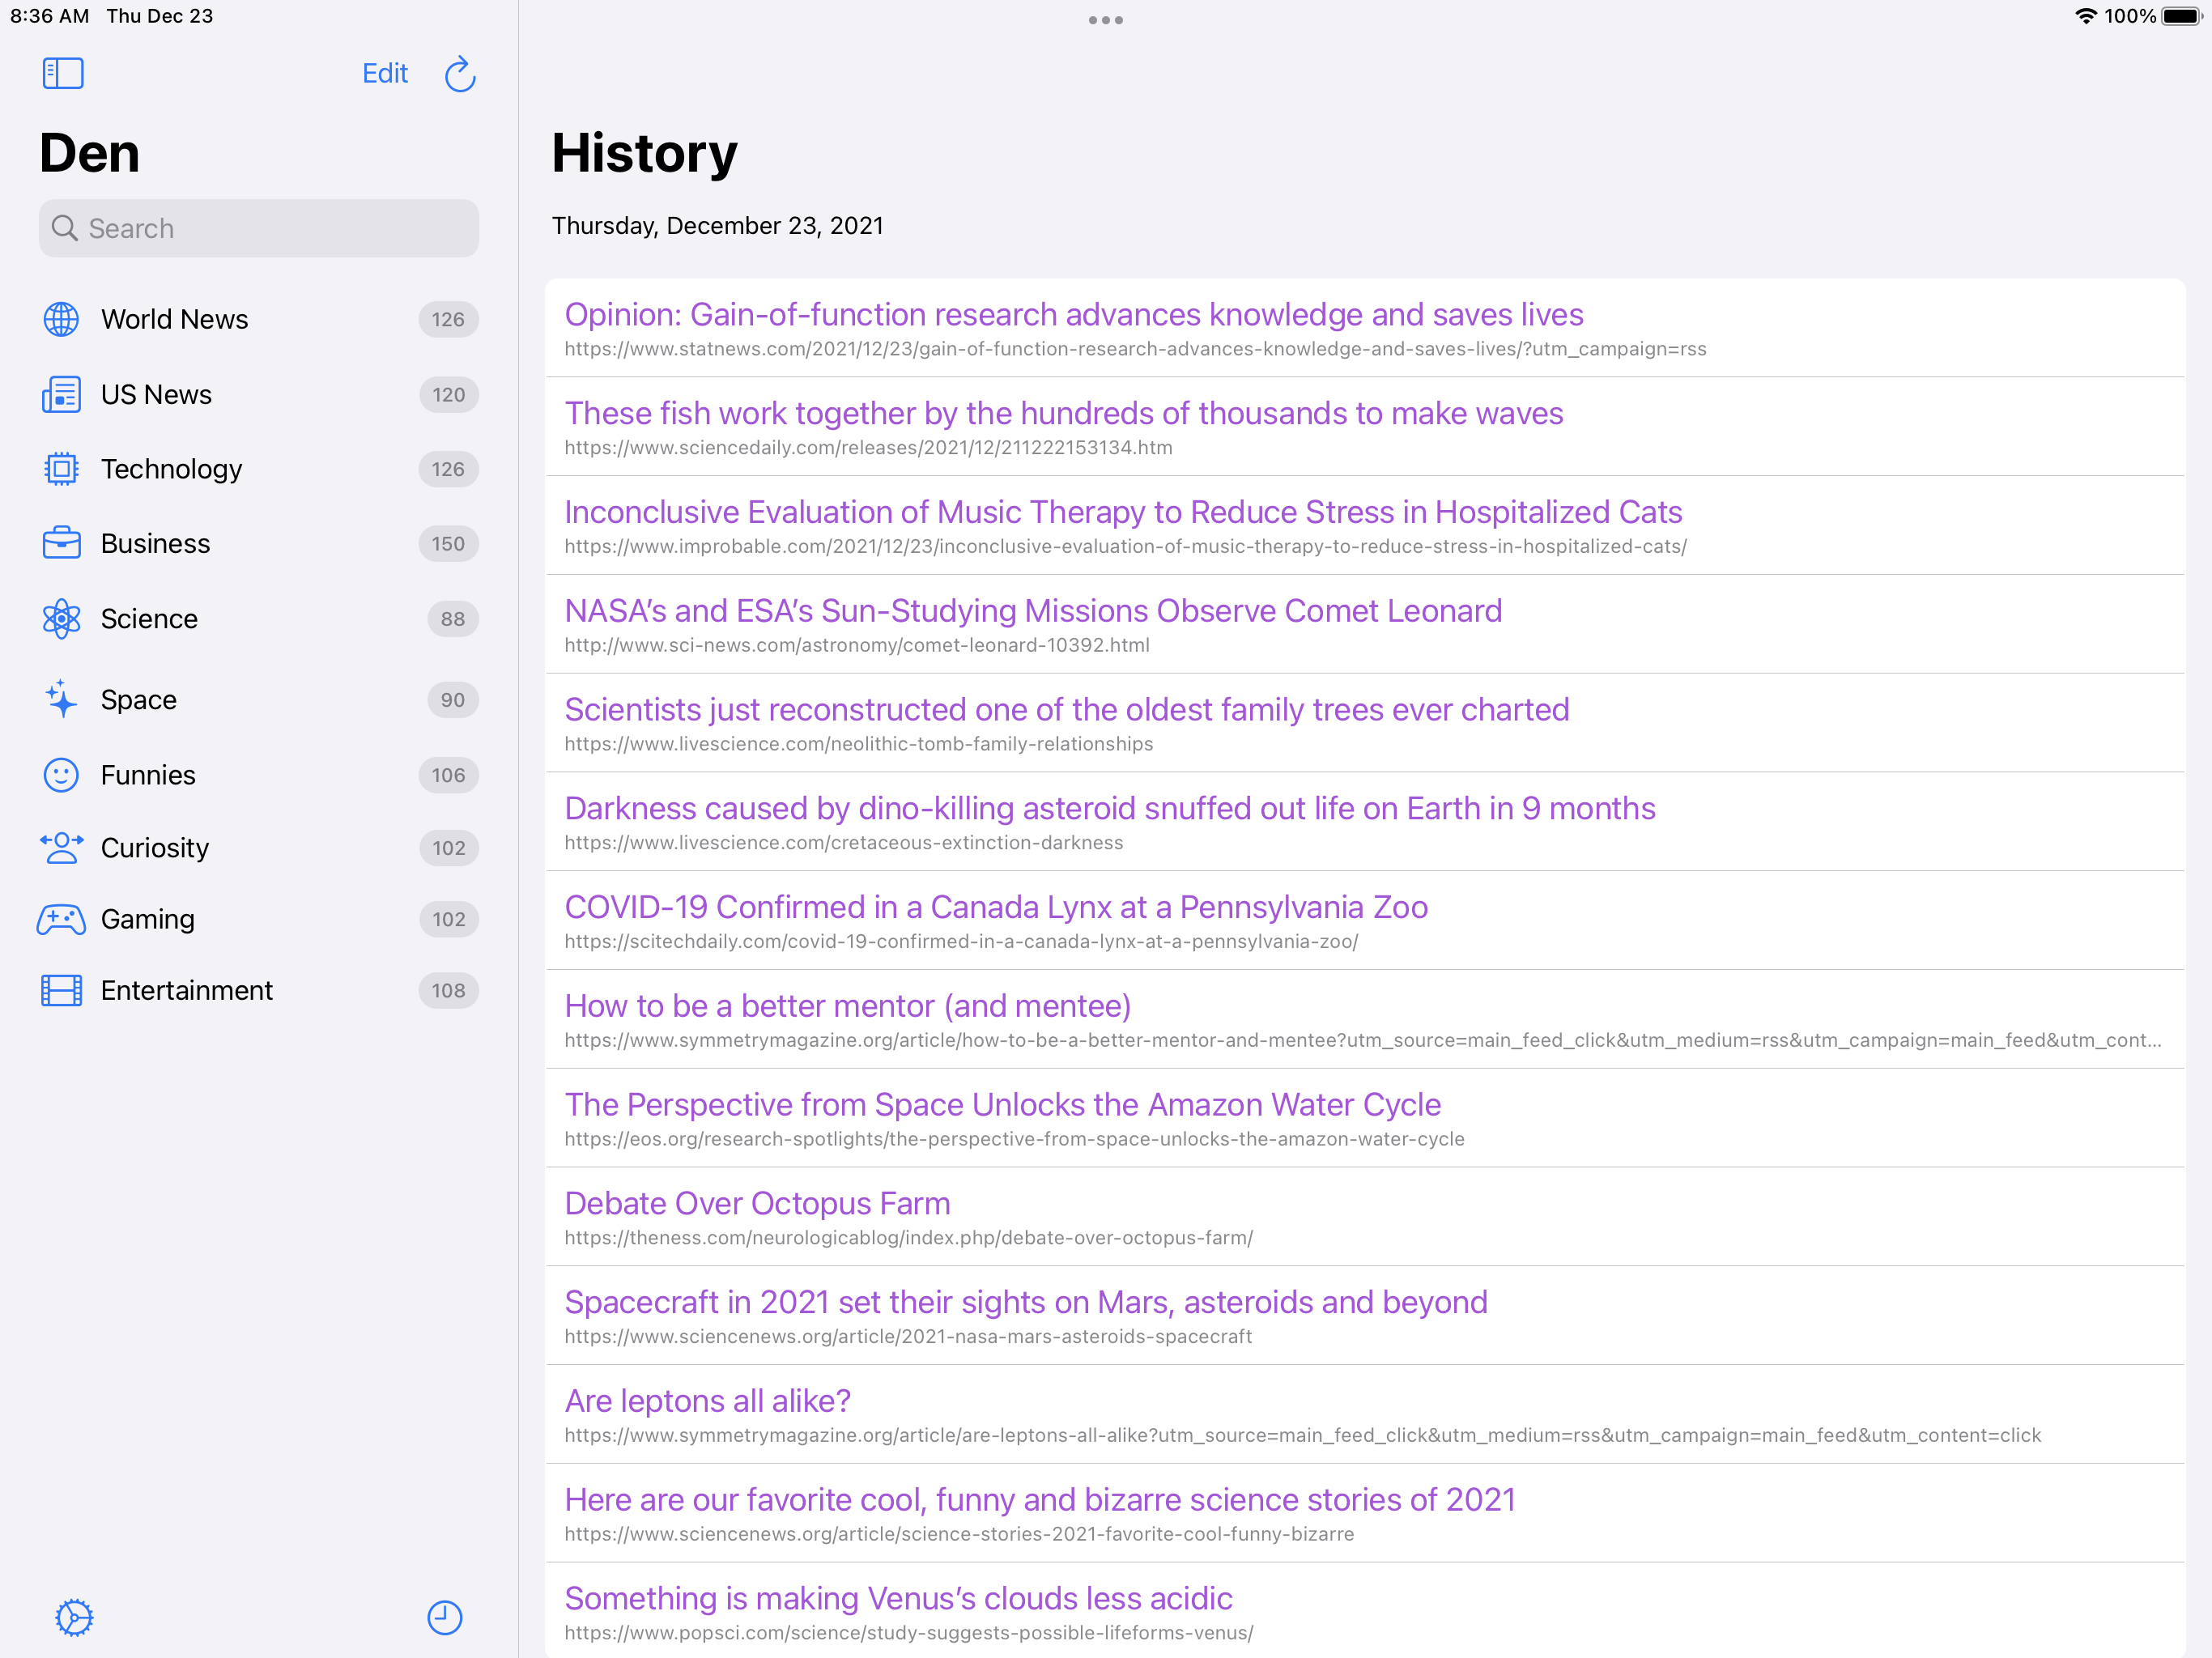 8:36 AM Thu Dec 23
100%
Edit
Den
Search
World News 126
US News 120
Technology 126
Business 150
Science 88
Space 90
Funnies 106
Curiosity 102
Gaming 102
Entertainment 108
History
Thursday, December 23, 2021
Opinion: Gain-of-function research advances knowledge and saves lives
https://www.statnews.com/2021/12/23/gain-of-function-research-advances-knowledge-and-saves-lives/?utm_campaign=rss
These fish work together by the hundreds of thousands to make waves
https://www.sciencedaily.com/releases/2021/12/211222153134.htm
Inconclusive Evaluation of Music Therapy to Reduce Stress in Hospitalized Cats
https://www.improbable.com/2021/12/23/inconclusive-evaluation-of-music-therapy-to-reduce-stress-in-hospitalized-cats/
NASA’s and ESA’s Sun-Studying Missions Observe Comet Leonard
http://www.sci-news.com/astronomy/comet-leonard-10392.html
Scientists just reconstructed one of the oldest family trees ever charted
https://www.livescience.com/neolithic-tomb-family-relationships
Darkness caused by dino-killing asteroid snuffed out life on Earth in 9 months
https://www.livescience.com/cretaceous-extinction-darkness
COVID-19 Confirmed in a Canada Lynx at a Pennsylvania Zoo
https://scitechdaily.com/covid-19-confirmed-in-a-canada-lynx-at-a-pennsylvania-zoo/
How to be a better mentor (and mentee)
https://www.symmetrymagazine.org/article/how-to-be-a-better-mentor-and-mentee?utm_source=main_feed_click&utm_medium=rss&utm_campaign=main_feed&utm_cont...
The Perspective from Space Unlocks the Amazon Water Cycle
https://eos.org/research-spotlights/the-perspective-from-space-unlocks-the-amazon-water-cycle
Debate Over Octopus Farm
https://theness.com/neurologicablog/index.php/debate-over-octopus-farm/
Spacecraft in 2021 set their sights on Mars, asteroids and beyond
https://www.sciencenews.org/article/2021-nasa-mars-asteroids-spacecraft
Are leptons all alike?
https://www.symmetrymagazine.org/article/are-leptons-all-alike?utm_source=main_feed_click&utm_medium=rss&utm_campaign=main_feed&utm_content=click
Here are our favorite cool, funny and bizarre science stories of 2021
https://www.sciencenews.org/article/science-stories-2021-favorite-cool-funny-bizarre
Something is making Venus’s clouds less acidic
https://www.popsci.com/science/study-suggests-possible-lifeforms-venus/